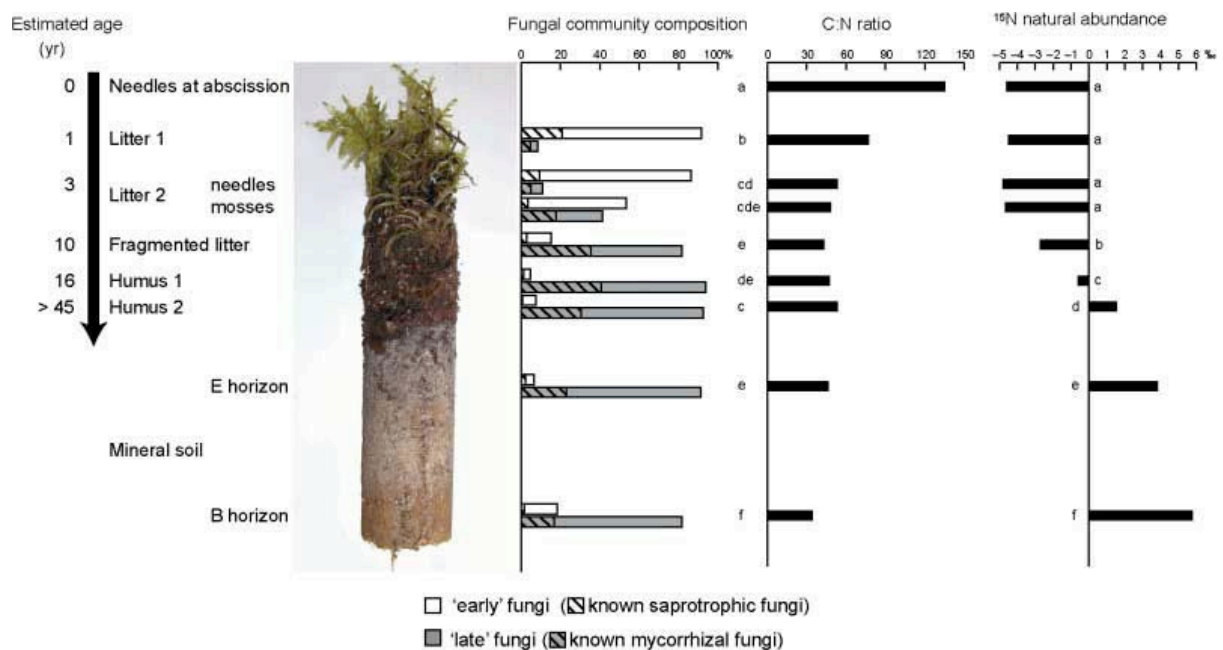 Estimated age
(yr)
Fungal community composition
C:N ratio
¹⁵N natural abundance
0 20 40 60 80 100%
0 30 60 90 120 150
−5 −4 −3 −2 −1 0 1 2 3 4 5 6 ‰
0 Needles at abscission a a
1 Litter 1 b a
3 Litter 2 needles cd a
mosses cde a
10 Fragmented litter e b
16 Humus 1 de c
> 45 Humus 2 c d
E horizon e e
Mineral soil
B horizon f f
'early' fungi ( known saprotrophic fungi)
'late' fungi ( known mycorrhizal fungi)